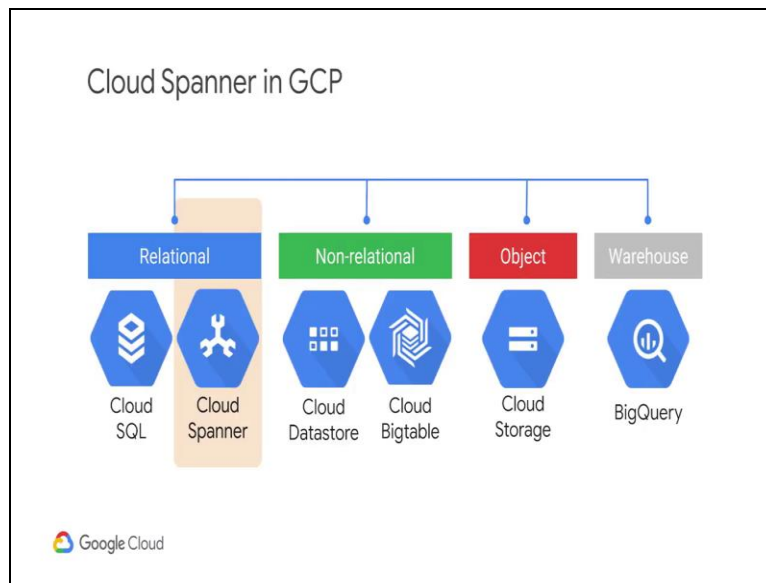 Cloud Spanner in GCP
Relational
Non-relational
Object
Warehouse
Cloud
SQL
Cloud
Spanner
Cloud
Datastore
Cloud
Bigtable
Cloud
Storage
BigQuery
Google Cloud